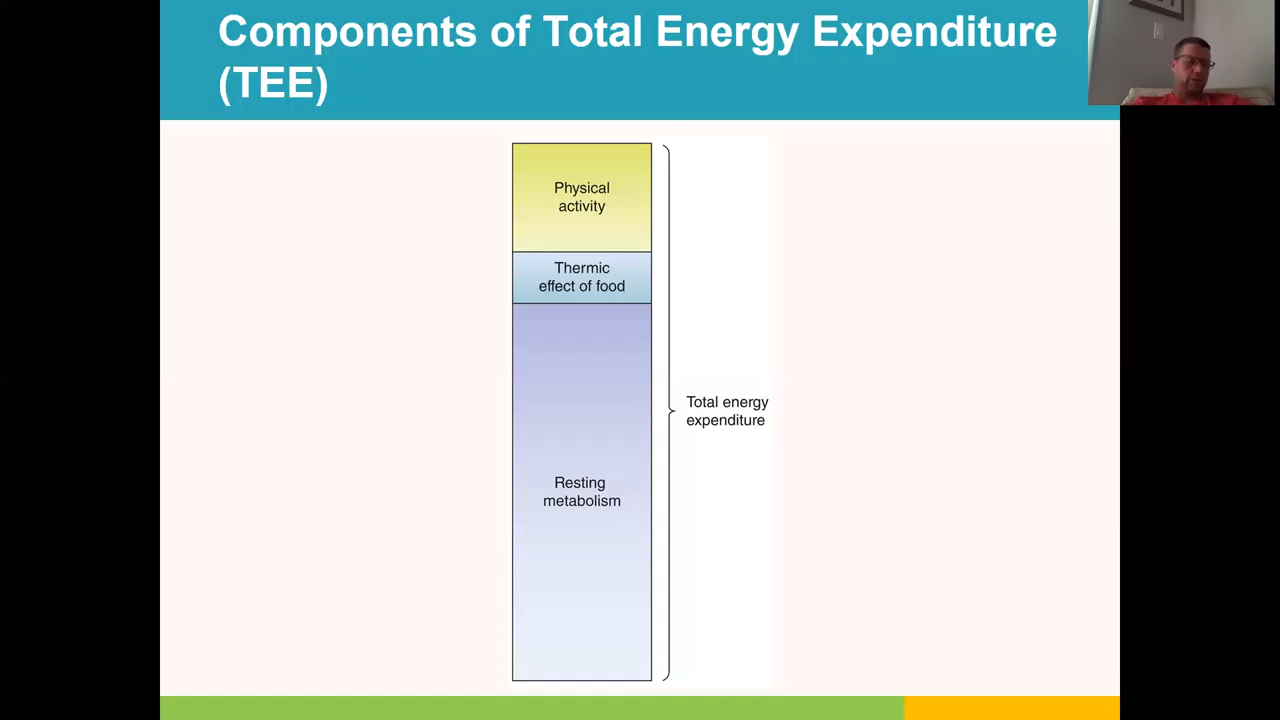 Components of Total Energy Expenditure
(TEE)
Physical
activity
Thermic
effect of food
Total energy
expenditure
Resting
metabolism